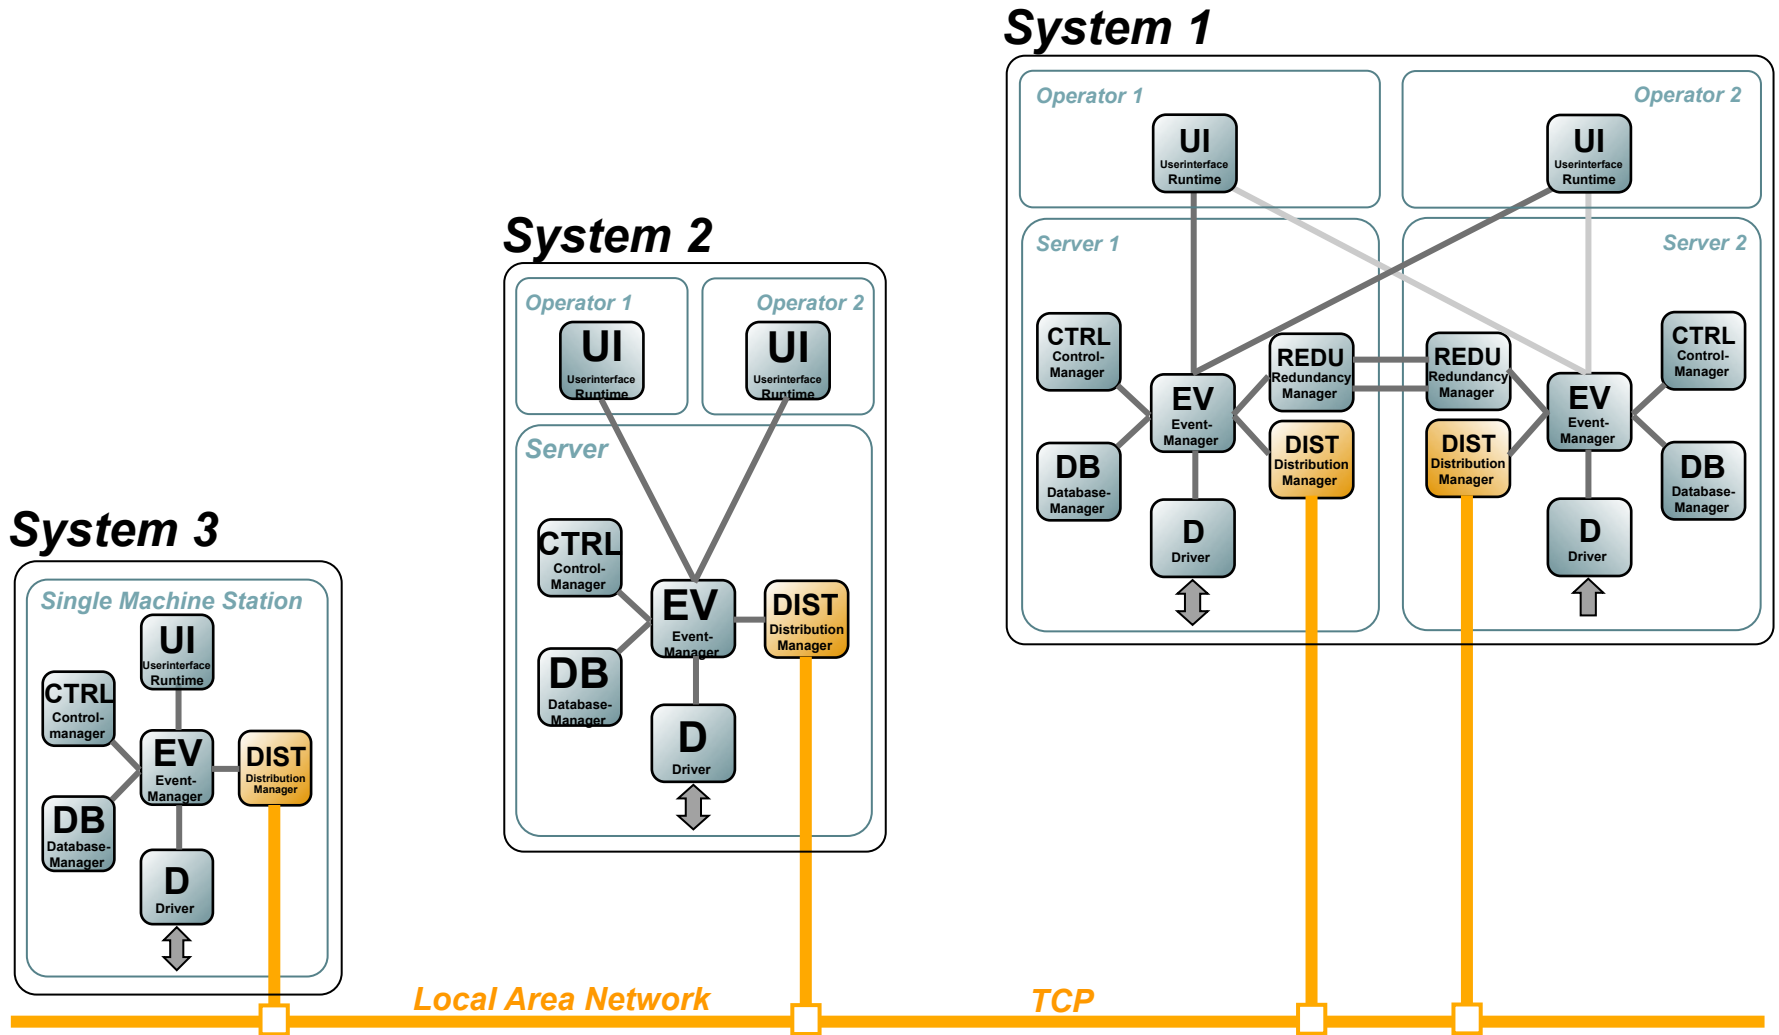 System 1
Operator 1
Operator 2
UI
Userinterface
Runtime
UI
Userinterface
Runtime
Server 1
Server 2
CTRL
Control-
Manager
REDU
Redundancy
Manager
REDU
Redundancy
Manager
CTRL
Control-
Manager
EV
Event-
Manager
EV
Event-
Manager
DB
Database-
Manager
DIST
Distribution
Manager
DIST
Distribution
Manager
DB
Database-
Manager
D
Driver
D
Driver
System 2
Operator 1
Operator 2
UI
Userinterface
Runtime
UI
Userinterface
Runtime
Server
CTRL
Control-
Manager
EV
Event-
Manager
DIST
Distribution
Manager
DB
Database-
Manager
D
Driver
System 3
Single Machine Station
UI
Userinterface
Runtime
CTRL
Control-
manager
EV
Event-
Manager
DIST
Distribution
Manager
DB
Database-
Manager
D
Driver
Local Area Network
TCP